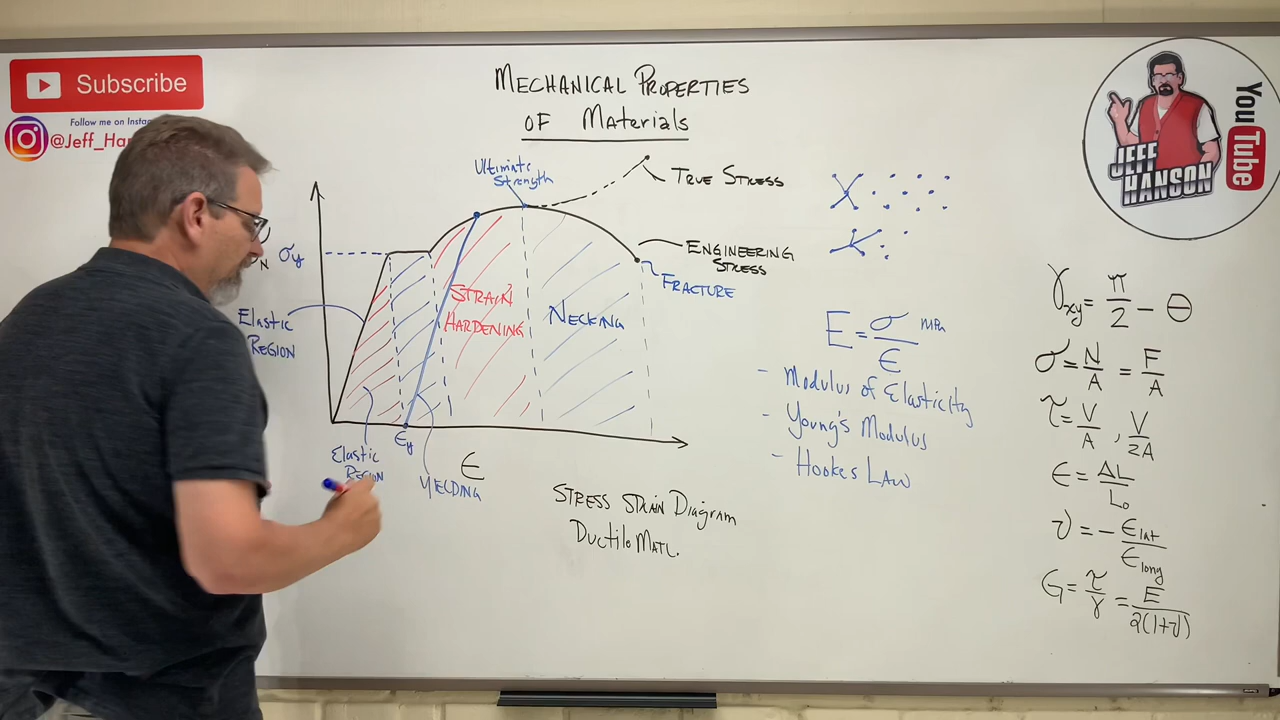 Subscribe
Follow me on Instag
@Jeff_Ha
MECHANICAL PROPERTIES
OF Materials
Ultimate
Strength
TRUE STRESS
ENGINEERING
STRESS
FRACTURE
N
σy
Elastic
REGION
STRAIN
HARDENING
NECKING
Elastic
REGION
εy
YIELDING
ε
STRESS STRAIN Diagram
Ductile MATL.
E = σ/ε MPa
- Modulus of Elasticity
- Young's Modulus
- Hookes Law
JEFF
HANSON
YouTube
γxy = π/2 - θ
σ = N/A = F/A
τ = V/A , V/2A
ε = ΔL/L₀
ν = - εlat/εlong
G = τ/γ = E/2(1+ν)